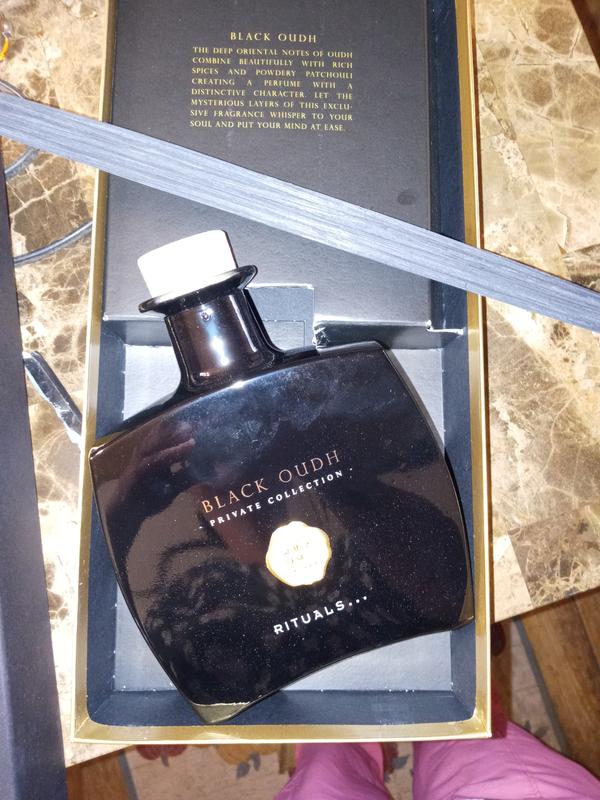 BLACK OUDH
THE DEEP ORIENTAL NOTES OF OUDH
COMBINE BEAUTIFULLY WITH RICH
SPICES AND POWDERY PATCHOULI
CREATING A PERFUME WITH A
DISTINCTIVE CHARACTER. LET THE
MYSTERIOUS LAYERS OF THIS EXCLU-
SIVE FRAGRANCE WHISPER TO YOUR
SOUL AND PUT YOUR MIND AT EASE.
BLACK OUDH
- PRIVATE COLLECTION -
RITUALS...